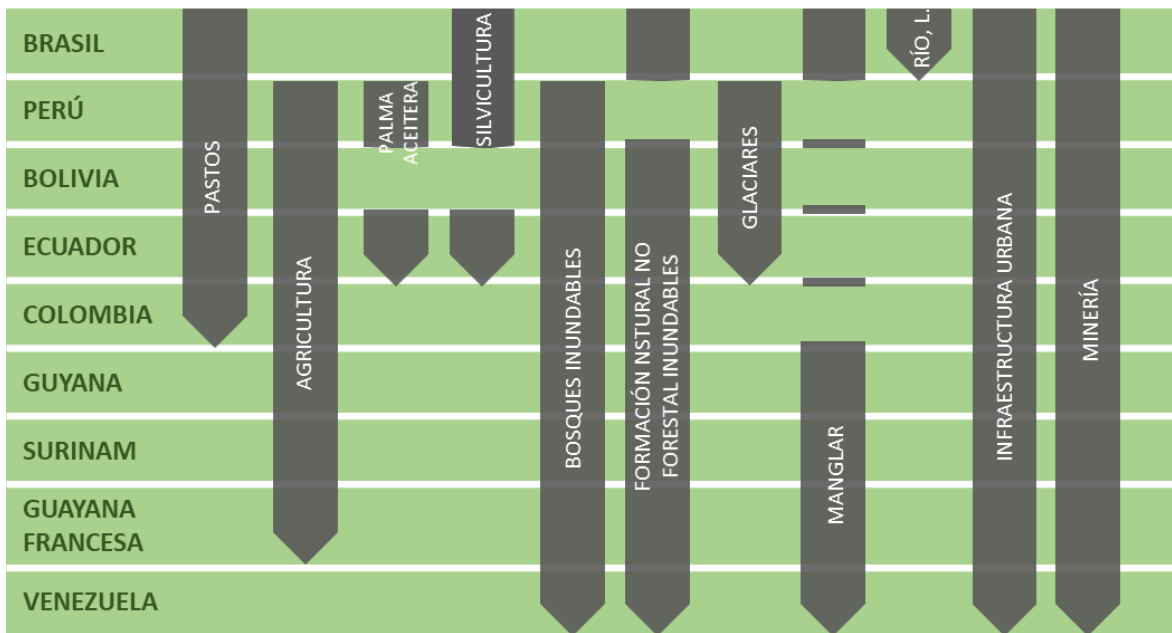 BRASIL
PERÚ
BOLIVIA
ECUADOR
COLOMBIA
GUYANA
SURINAM
GUAYANA
FRANCESA
VENEZUELA
PASTOS
AGRICULTURA
PALMA
ACEITERA
SILVICULTURA
BOSQUES INUNDABLES
FORMACIÓN NSTURAL NO
FORESTAL INUNDABLES
GLACIARES
MANGLAR
RÍO, L.
INFRAESTRUCTURA URBANA
MINERÍA